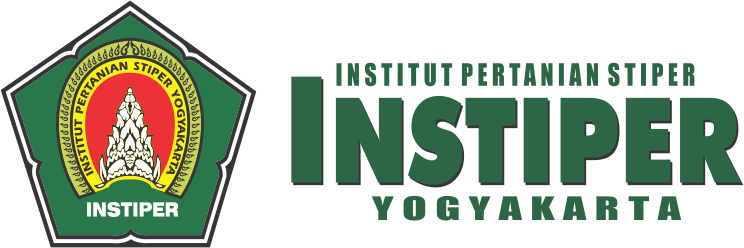 INSTITUT PERTANIAN STIPER YOGYAKARTA
INSTIPER
INSTITUT PERTANIAN STIPER
INSTIPER
YOGYAKARTA